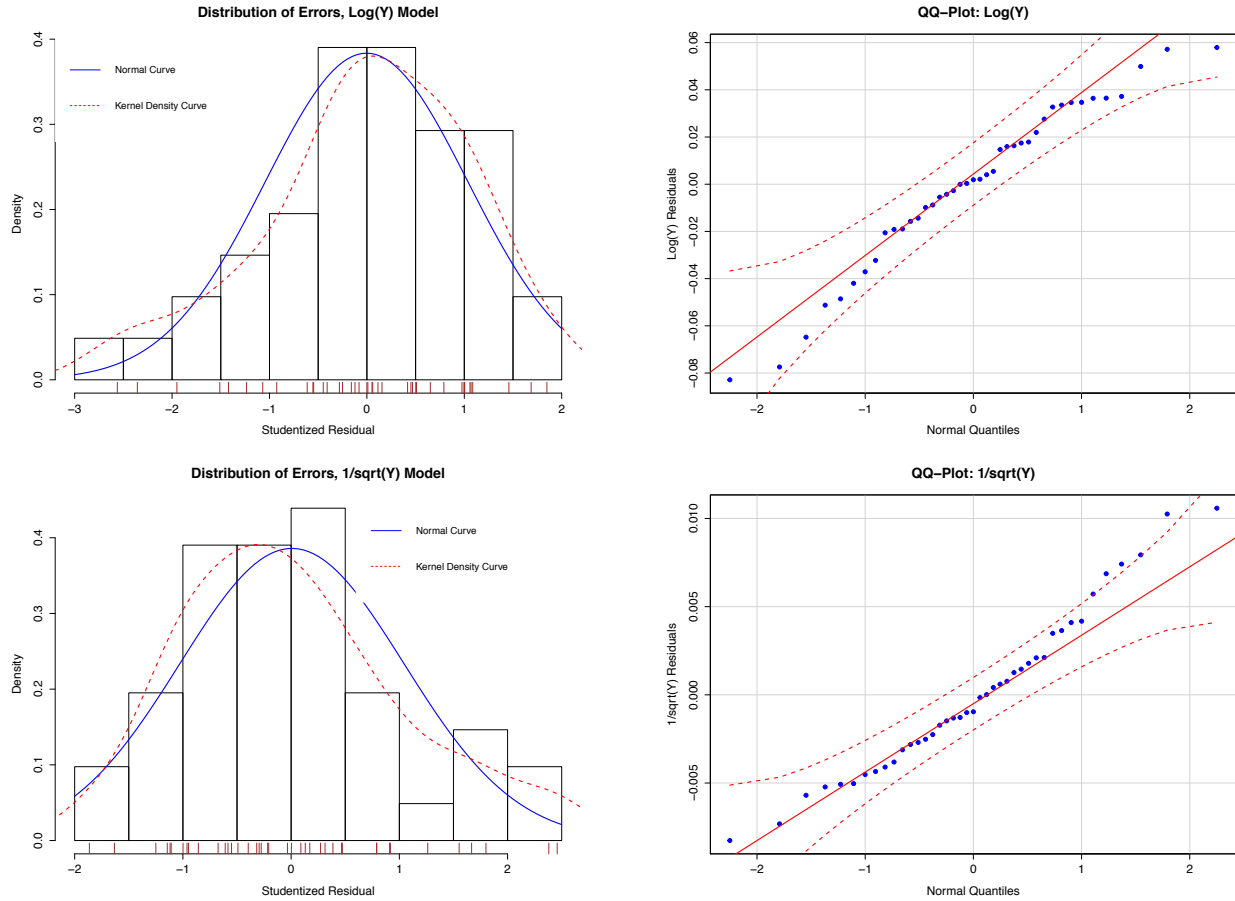 Distribution of Errors, Log(Y) Model
Density
0.0
0.1
0.2
0.3
0.4
Normal Curve
Kernel Density Curve
−3
−2
−1
0
1
2
Studentized Residual
QQ−Plot: Log(Y)
Log(Y) Residuals
−0.08
−0.06
−0.04
−0.02
0.00
0.02
0.04
0.06
−2
−1
0
1
2
Normal Quantiles
Distribution of Errors, 1/sqrt(Y) Model
Density
0.0
0.1
0.2
0.3
0.4
Normal Curve
Kernel Density Curve
−2
−1
0
1
2
Studentized Residual
QQ−Plot: 1/sqrt(Y)
1/sqrt(Y) Residuals
−0.005
0.000
0.005
0.010
−2
−1
0
1
2
Normal Quantiles